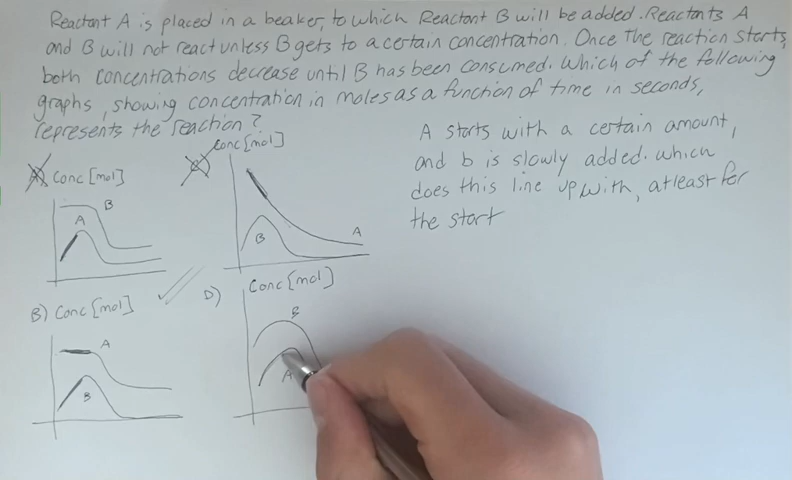 Reactant A is placed in a beaker, to which Reactant B will be added. Reactants A
and B will not react unless B gets to a certain concentration. Once the reaction starts,
both concentrations decrease until B has been consumed. Which of the following
graphs, showing concentration in moles as a function of time in seconds,
represents the reaction?
A starts with a certain amount,
and b is slowly added. which
does this line up with, atleast for
the start
A) Conc [mol]
B
A
C) Conc [mol]
A
B
B) Conc [mol]
A
B
D) Conc [mol]
B
A